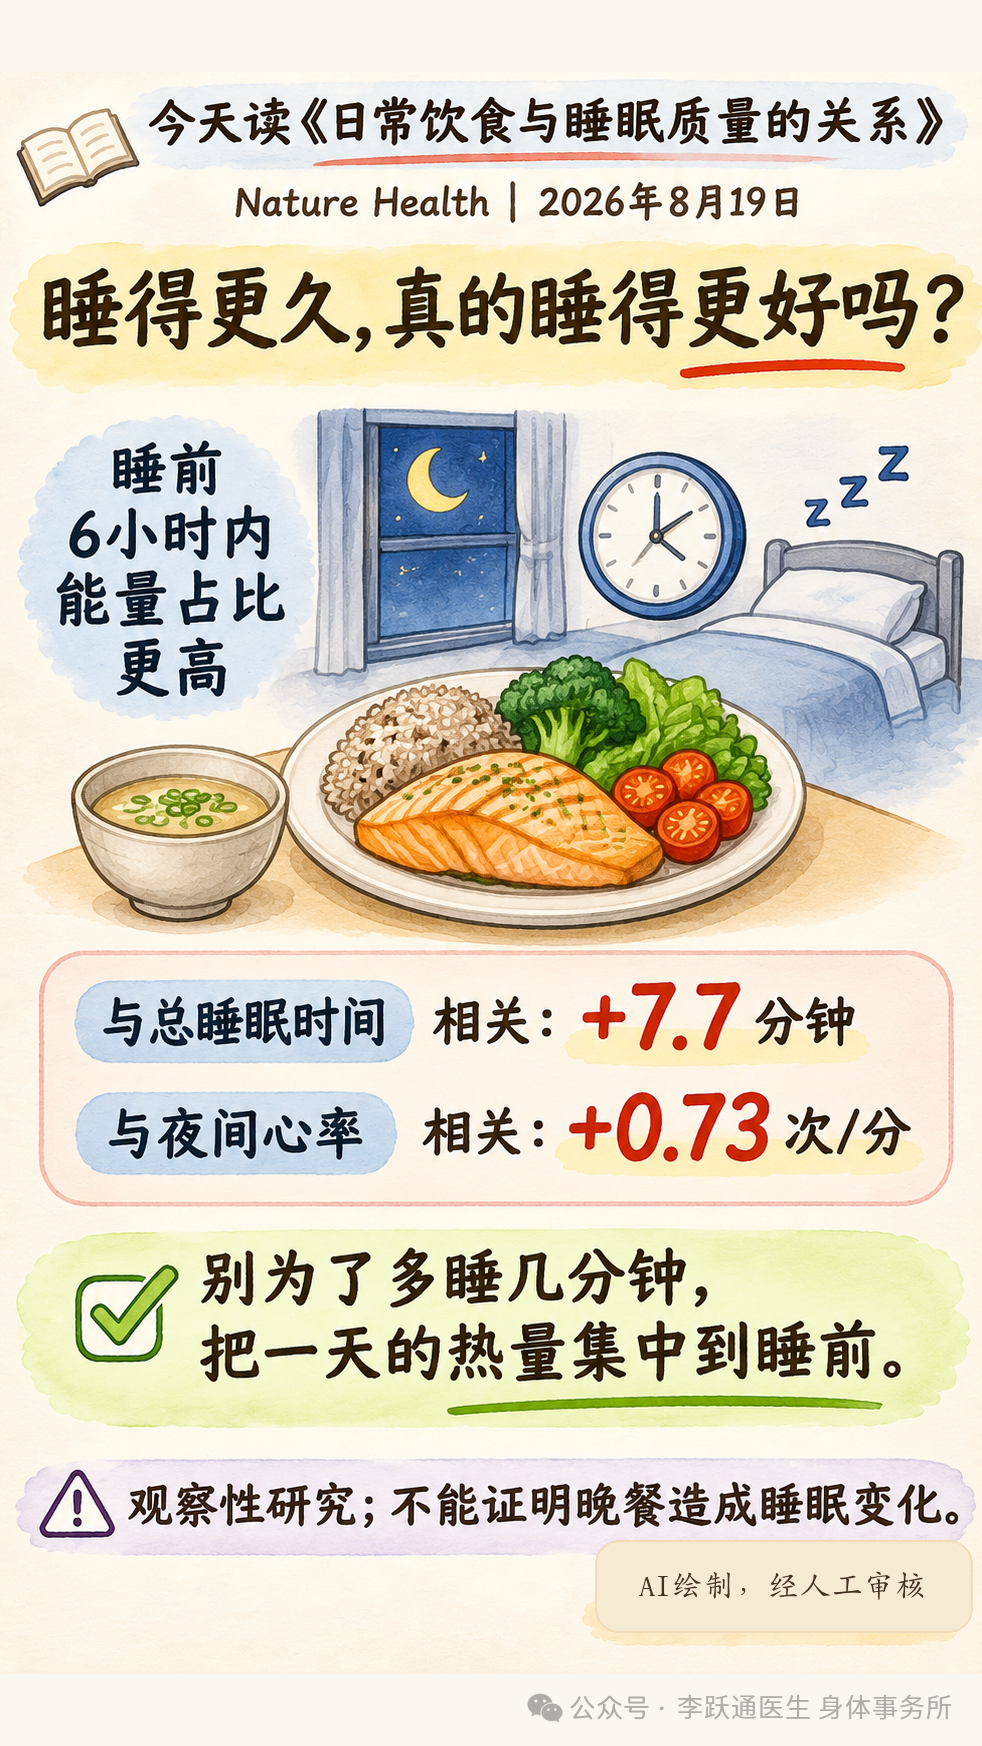 今天读《日常饮食与睡眠质量的关系》
Nature Health | 2026年8月19日
睡得更久,真的睡得更好吗?
睡前
6小时内
能量占比
更高
z z z
与总睡眠时间 相关: +7.7 分钟
与夜间心率 相关: +0.73 次/分
别为了多睡几分钟,
把一天的热量集中到睡前。
观察性研究;不能证明晚餐造成睡眠变化。
AI绘制，经人工审核
公众号 · 李跃通医生 身体事务所